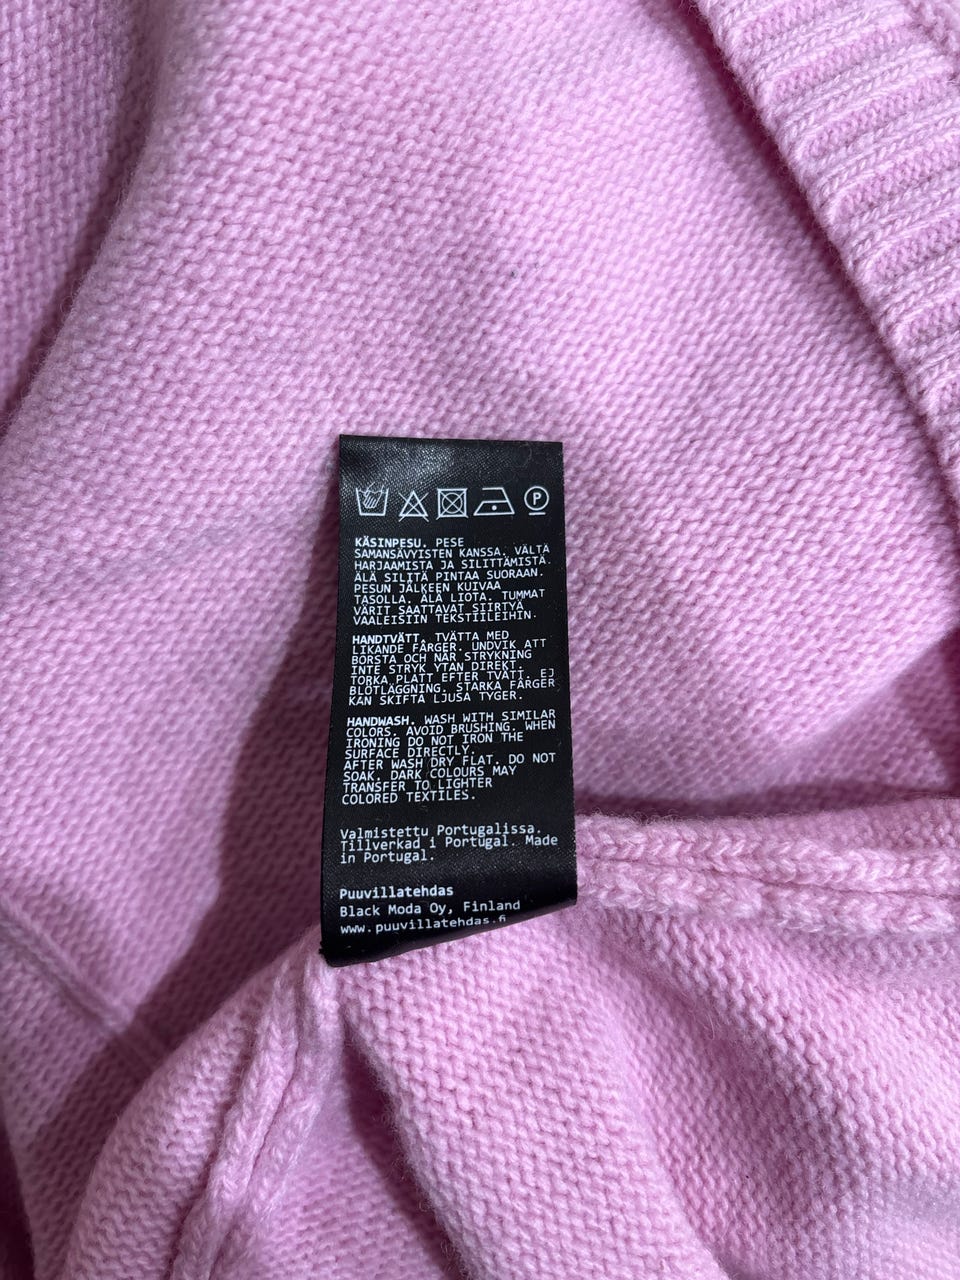 P
KÄSINPESU. PESE
SAMANSÄVYISTEN KANSSA. VÄLTÄ
HARJAAMISTA JA SILITTÄMISTÄ.
ÄLÄ SILITÄ PINTAA SUORAAN.
PESUN JÄLKEEN KUIVAA
TASOLLA. ÄLÄ LIOTA. TUMMAT
VÄRIT SAATTAVAT SIIRTYÄ
VAALEISIIN TEKSTIILEIHIN.
HANDTVÄTT. TVÄTTA MED
LIKANDE FÄRGER. UNDVIK ATT
BORSTA OCH NÄR STRYKNING
INTE STRYK YTAN DIREKT.
TORKA PLATT EFTER TVÄTT. EJ
BLÖTLÄGGNING. STARKA FÄRGER
KAN SKIFTA LJUSA TYGER.
HANDWASH. WASH WITH SIMILAR
COLORS. AVOID BRUSHING. WHEN
IRONING DO NOT IRON THE
SURFACE DIRECTLY.
AFTER WASH DRY FLAT. DO NOT
SOAK. DARK COLOURS MAY
TRANSFER TO LIGHTER
COLORED TEXTILES.
Valmistettu Portugalissa.
Tillverkad i Portugal. Made
in Portugal.
Puuvillatehdas
Black Moda Oy, Finland
www.puuvillatehdas.fi